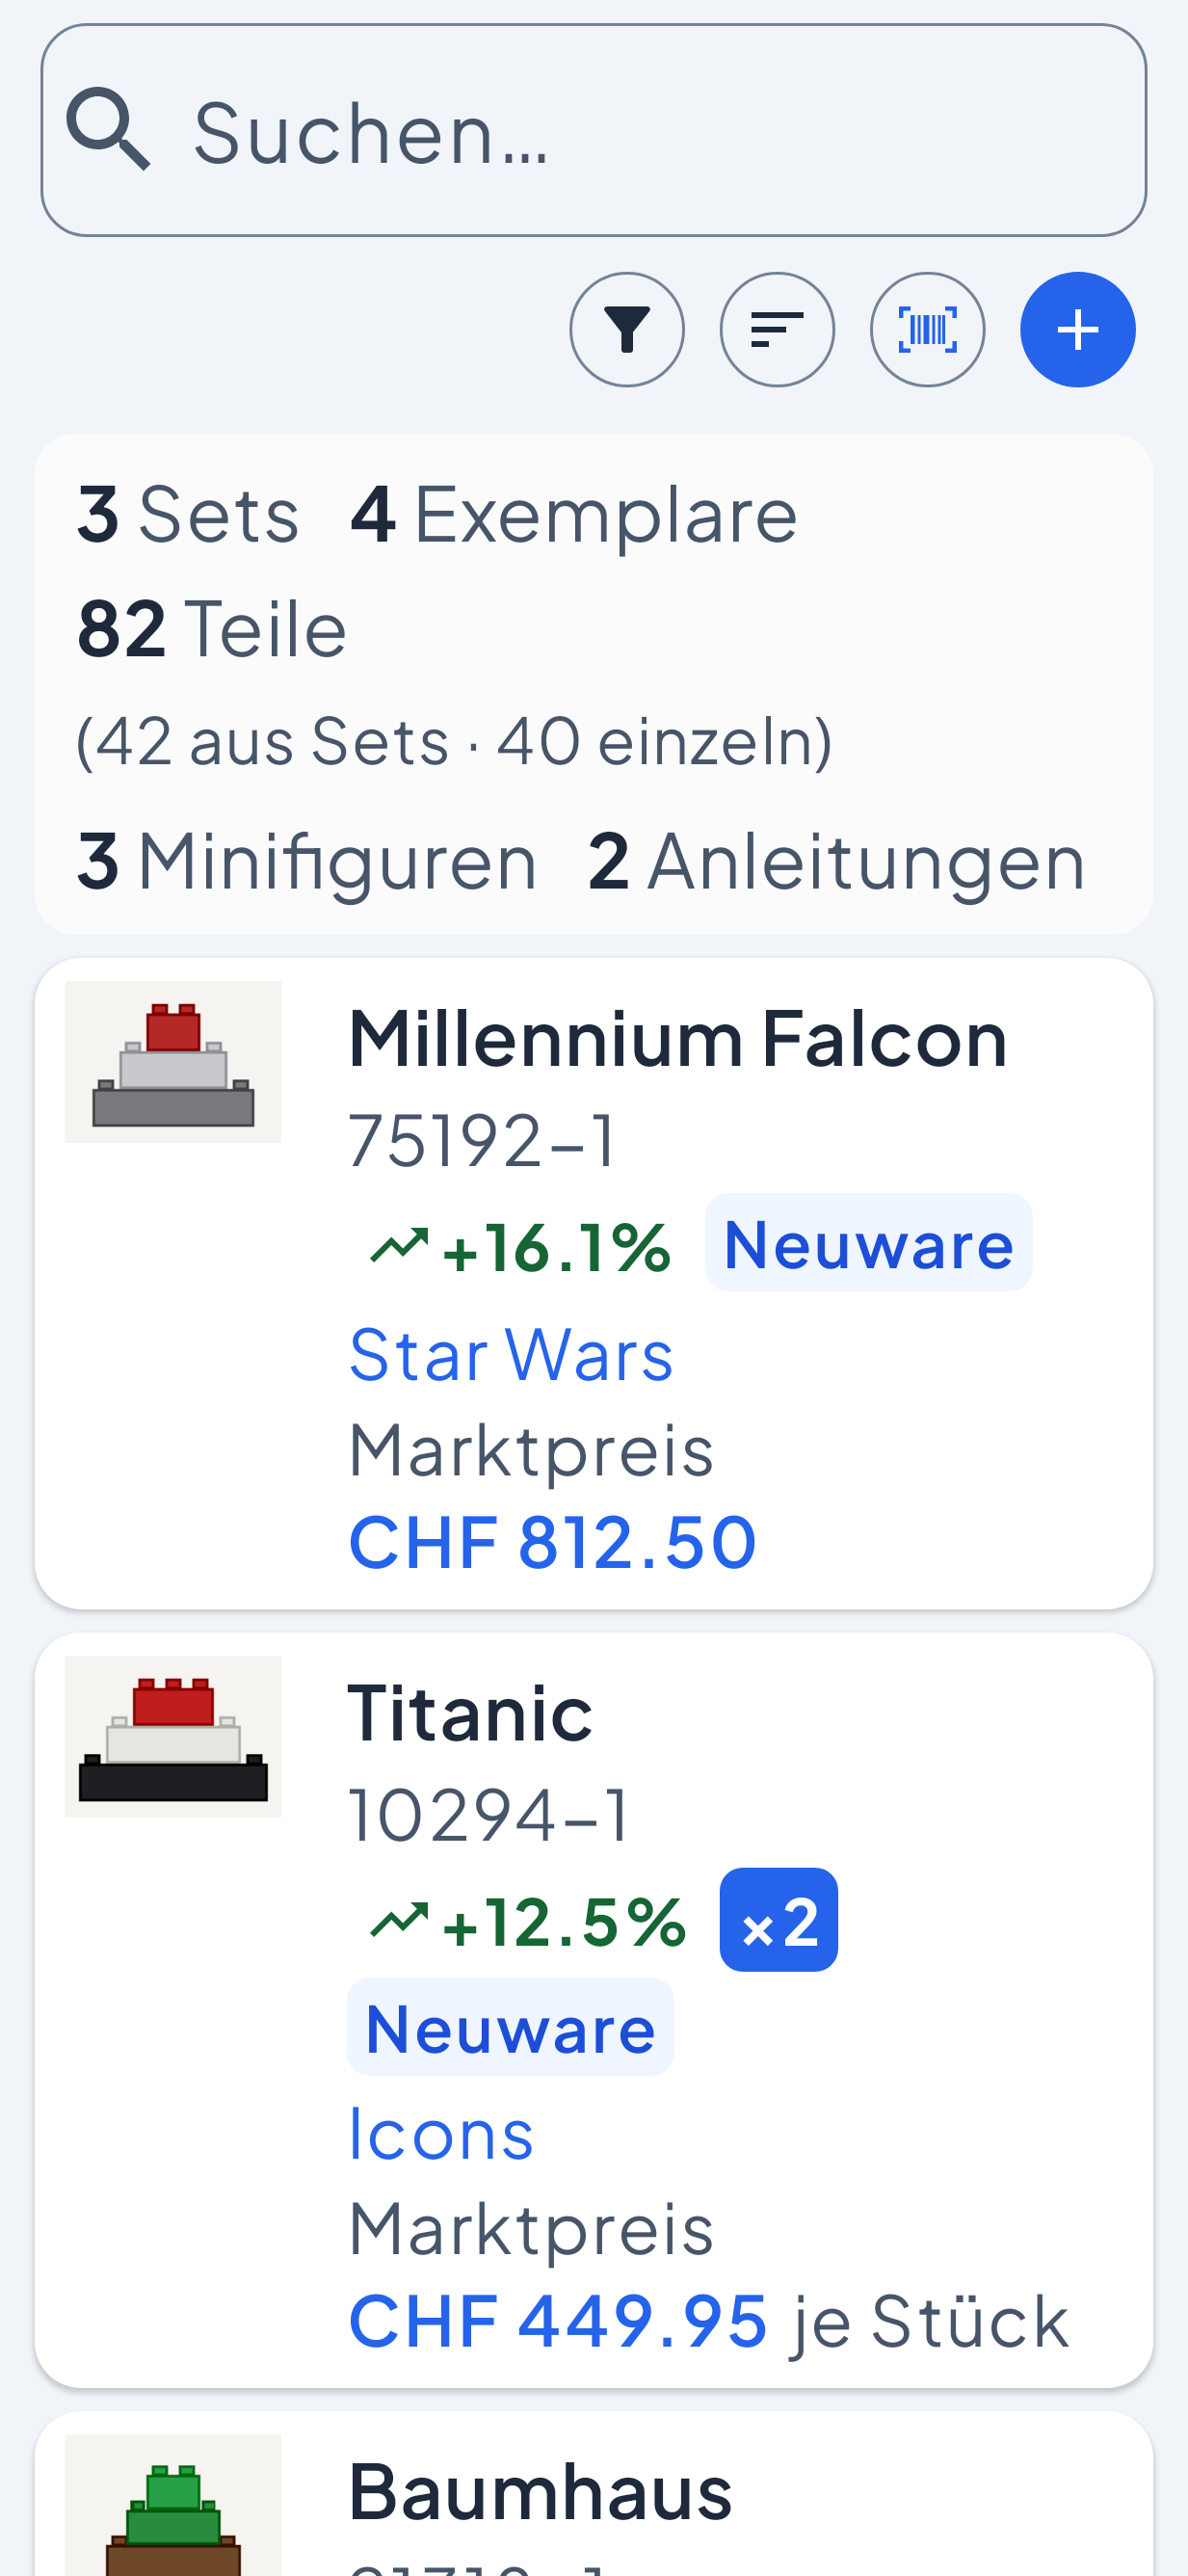 Suchen…
3 Sets 4 Exemplare
82 Teile
(42 aus Sets · 40 einzeln)
3 Minifiguren 2 Anleitungen
Millennium Falcon
75192-1
+16.1% Neuware
Star Wars
Marktpreis
CHF 812.50
Titanic
10294-1
+12.5% ×2
Neuware
Icons
Marktpreis
CHF 449.95 je Stück
Baumhaus